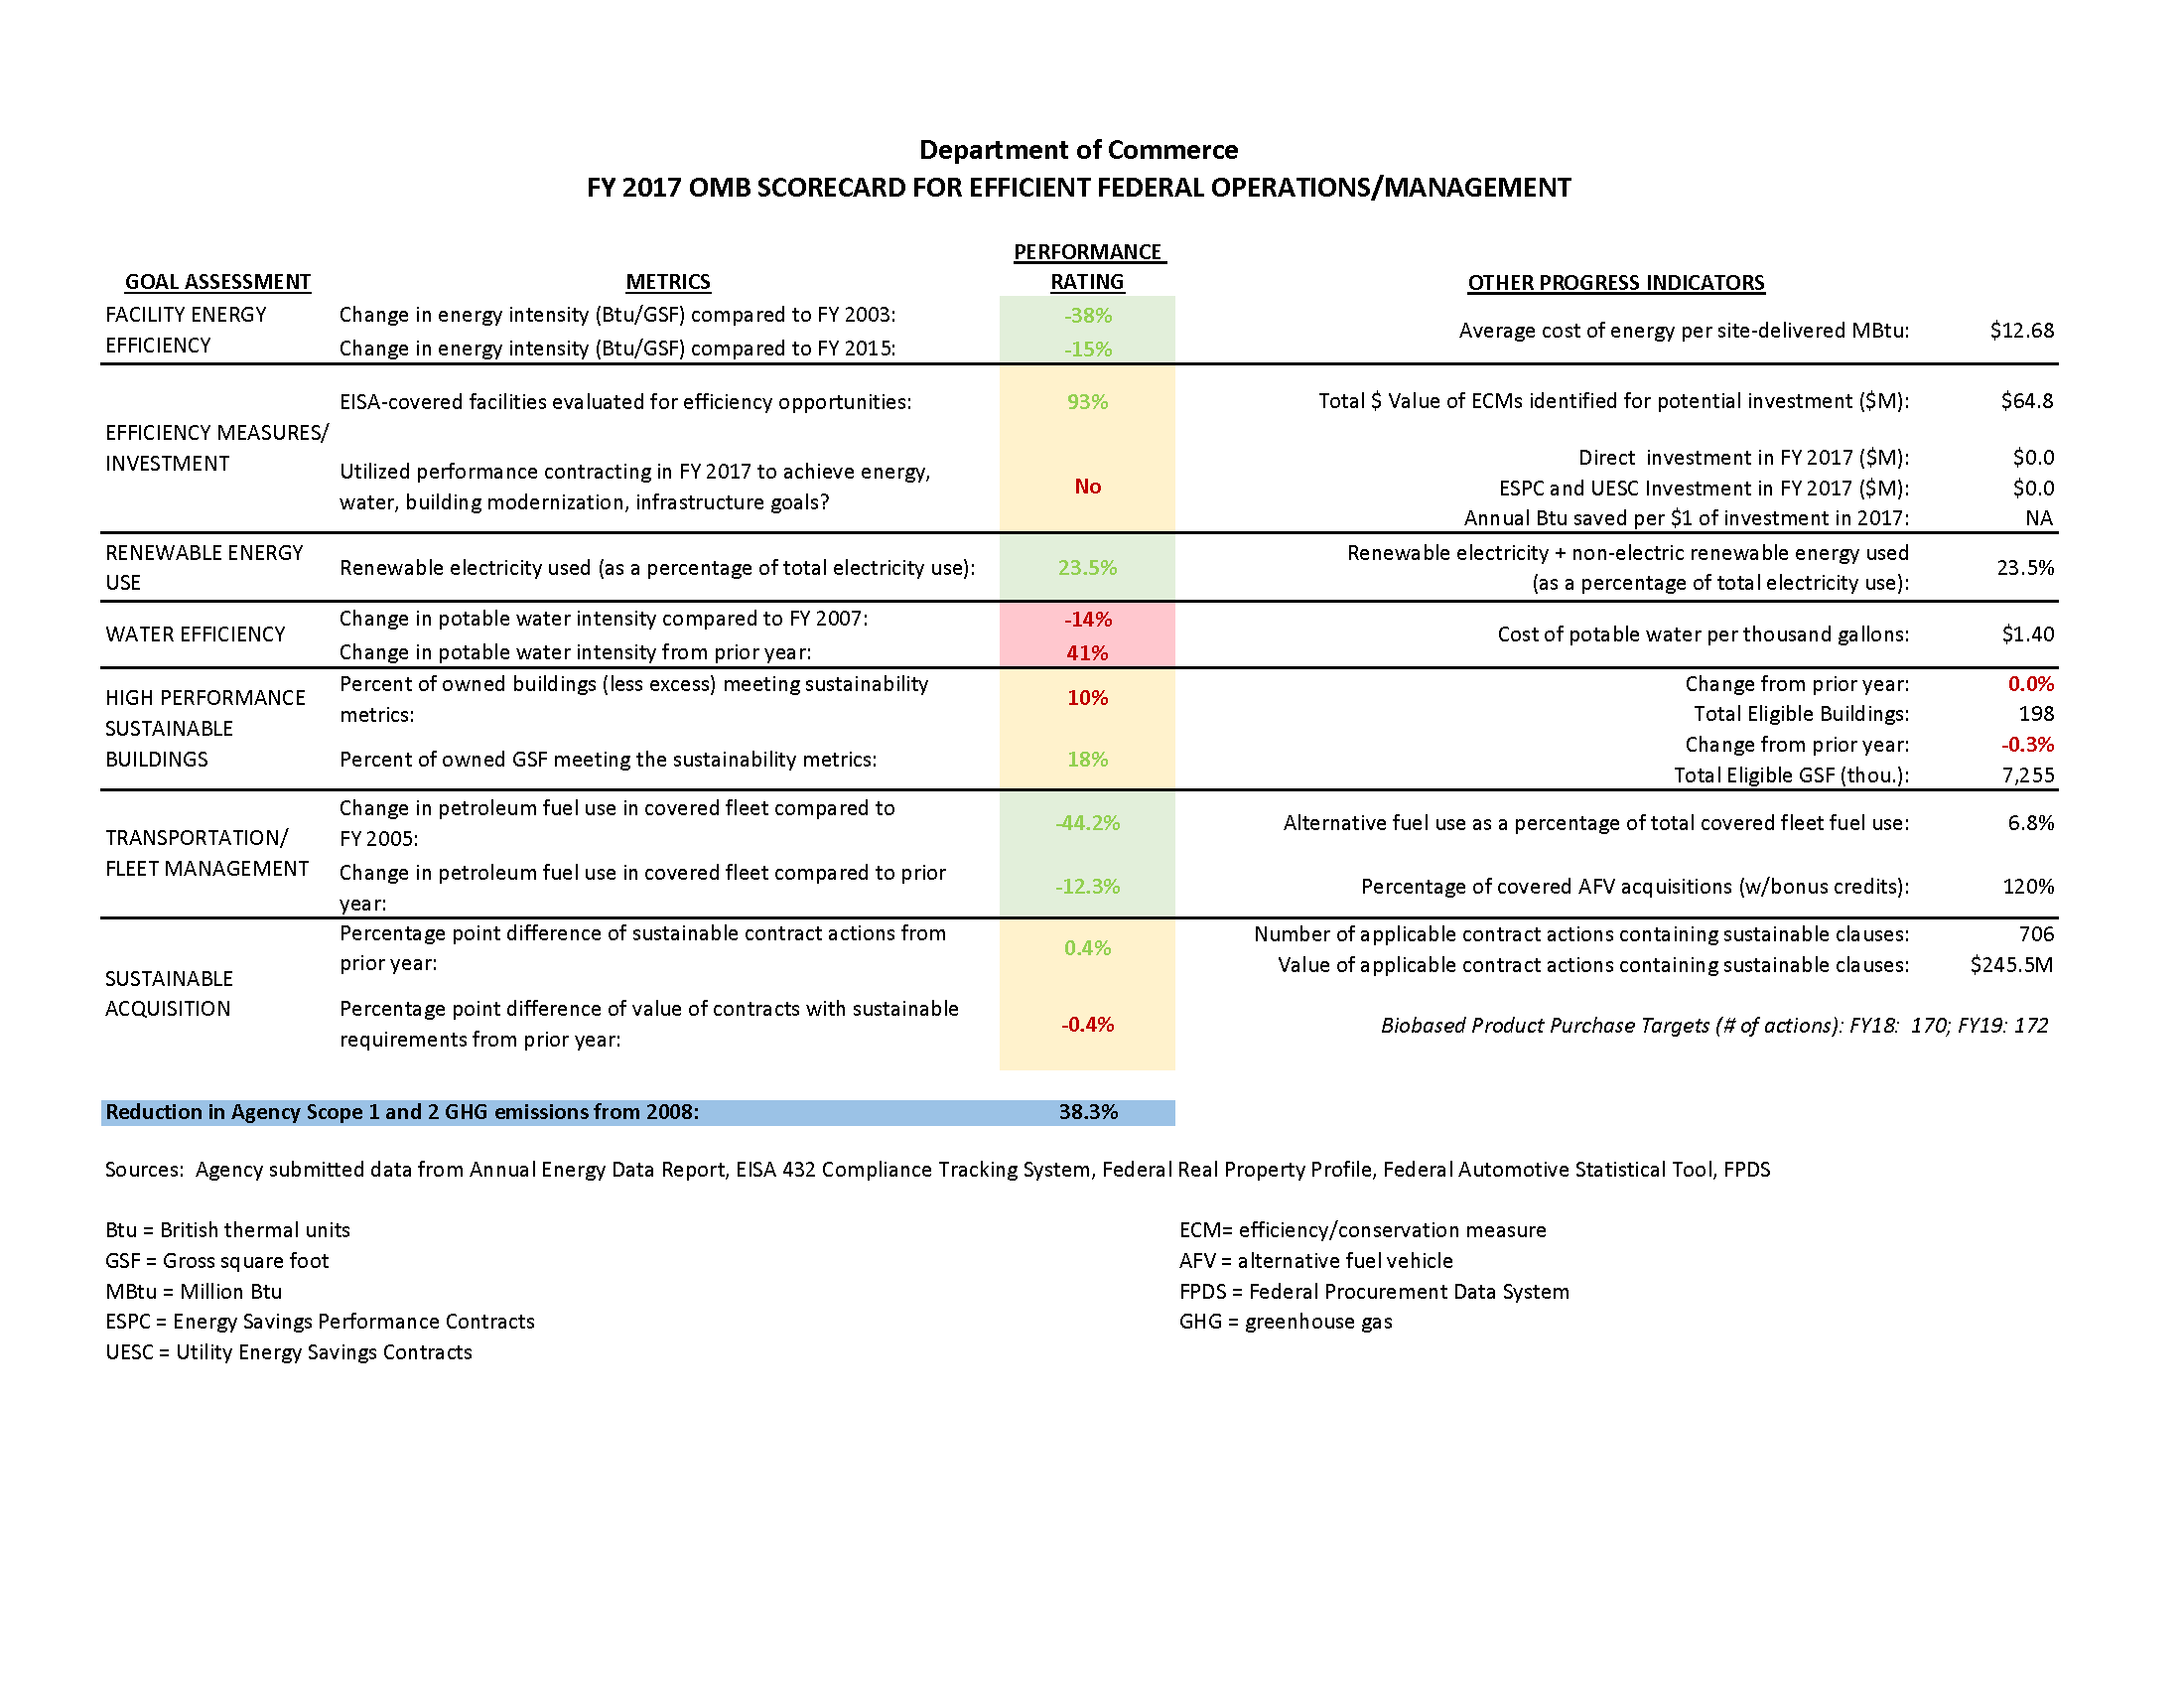 Department of Commerce
FY 2017 OMB SCORECARD FOR EFFICIENT FEDERAL OPERATIONS/MANAGEMENT
GOAL ASSESSMENT METRICS PERFORMANCE RATING OTHER PROGRESS INDICATORS
FACILITY ENERGY
EFFICIENCY
Change in energy intensity (Btu/GSF) compared to FY 2003: -38%
Change in energy intensity (Btu/GSF) compared to FY 2015: -15%
Average cost of energy per site-delivered MBtu: $12.68
EFFICIENCY MEASURES/
INVESTMENT
EISA-covered facilities evaluated for efficiency opportunities: 93%
Utilized performance contracting in FY 2017 to achieve energy,
water, building modernization, infrastructure goals? No
Total $ Value of ECMs identified for potential investment ($M): $64.8
Direct investment in FY 2017 ($M): $0.0
ESPC and UESC Investment in FY 2017 ($M): $0.0
Annual Btu saved per $1 of investment in 2017: NA
RENEWABLE ENERGY
USE
Renewable electricity used (as a percentage of total electricity use): 23.5%
Renewable electricity + non-electric renewable energy used
(as a percentage of total electricity use): 23.5%
WATER EFFICIENCY
Change in potable water intensity compared to FY 2007: -14%
Change in potable water intensity from prior year: 41%
Cost of potable water per thousand gallons: $1.40
HIGH PERFORMANCE
SUSTAINABLE
BUILDINGS
Percent of owned buildings (less excess) meeting sustainability
metrics: 10%
Percent of owned GSF meeting the sustainability metrics: 18%
Change from prior year: 0.0%
Total Eligible Buildings: 198
Change from prior year: -0.3%
Total Eligible GSF (thou.): 7,255
TRANSPORTATION/
FLEET MANAGEMENT
Change in petroleum fuel use in covered fleet compared to
FY 2005: -44.2%
Change in petroleum fuel use in covered fleet compared to prior
year: -12.3%
Alternative fuel use as a percentage of total covered fleet fuel use: 6.8%
Percentage of covered AFV acquisitions (w/bonus credits): 120%
SUSTAINABLE
ACQUISITION
Percentage point difference of sustainable contract actions from
prior year: 0.4%
Percentage point difference of value of contracts with sustainable
requirements from prior year: -0.4%
Number of applicable contract actions containing sustainable clauses: 706
Value of applicable contract actions containing sustainable clauses: $245.5M
Biobased Product Purchase Targets (# of actions): FY18: 170; FY19: 172
Reduction in Agency Scope 1 and 2 GHG emissions from 2008: 38.3%
Sources: Agency submitted data from Annual Energy Data Report, EISA 432 Compliance Tracking System, Federal Real Property Profile, Federal Automotive Statistical Tool, FPDS
Btu = British thermal units
GSF = Gross square foot
MBtu = Million Btu
ESPC = Energy Savings Performance Contracts
UESC = Utility Energy Savings Contracts
ECM= efficiency/conservation measure
AFV = alternative fuel vehicle
FPDS = Federal Procurement Data System
GHG = greenhouse gas